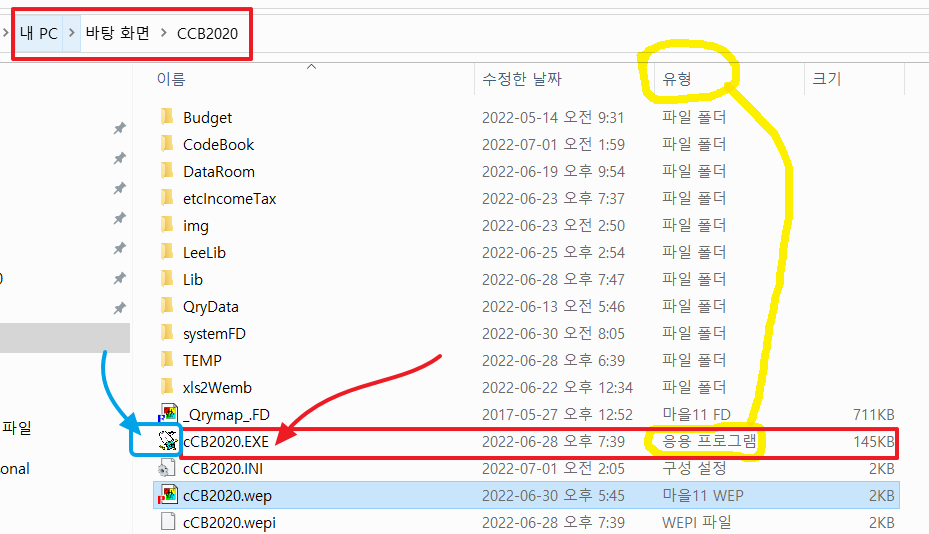 내 PC > 바탕 화면 > CCB2020
이름 수정한 날짜 유형 크기
Budget 2022-05-14 오전 9:31 파일 폴더
CodeBook 2022-07-01 오전 1:59 파일 폴더
DataRoom 2022-06-19 오후 9:54 파일 폴더
etcIncomeTax 2022-06-23 오후 7:37 파일 폴더
img 2022-06-23 오후 2:50 파일 폴더
LeeLib 2022-06-25 오후 2:54 파일 폴더
Lib 2022-06-28 오후 7:47 파일 폴더
0 QryData 2022-06-13 오전 5:46 파일 폴더
systemFD 2022-06-30 오후 8:05 파일 폴더
TEMP 2022-06-28 오후 6:39 파일 폴더
xls2Wemb 2022-06-22 오후 12:34 파일 폴더
_Qrymap_.FD 2017-05-27 오후 12:52 마을11 FD 711KB
파일
cCB2020.EXE 2022-06-28 오후 7:39 응용 프로그램 145KB
onal cCB2020.INI 2022-07-01 오전 2:05 구성 설정 2KB
cCB2020.wep 2022-06-30 오후 5:45 마을11 WEP 2KB
cCB2020.wepi 2022-06-28 오후 7:39 WEPI 파일 2KB